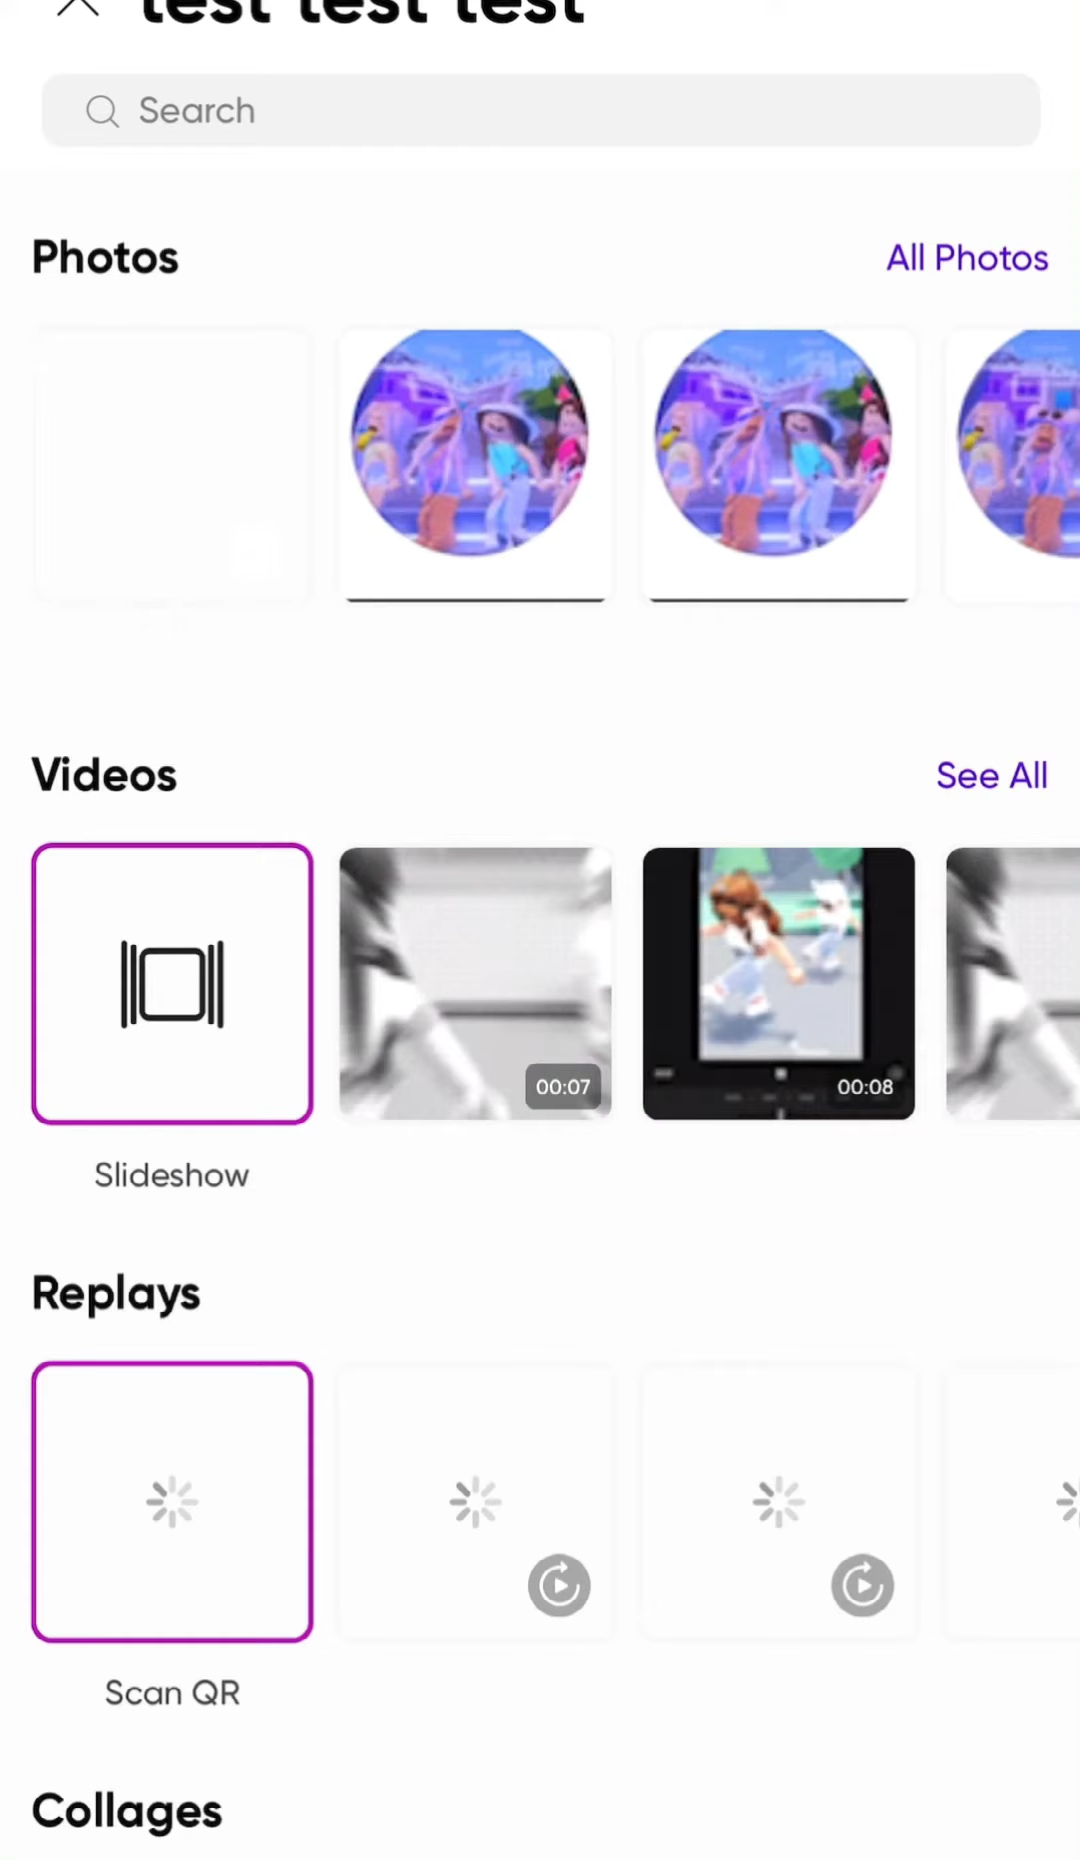 test test test
Search
Photos
All Photos
Videos
See All
00:07
00:08
Slideshow
Replays
Scan QR
Collages